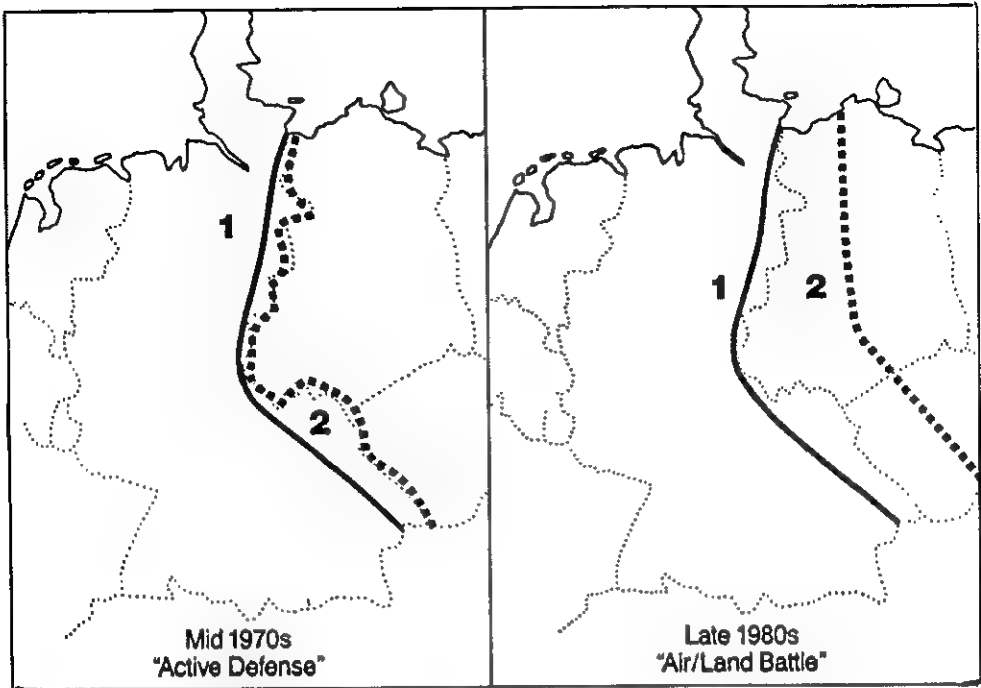 1
2
Mid 1970s
"Active Defense"
1
2
Late 1980s
"Air/Land Battle"